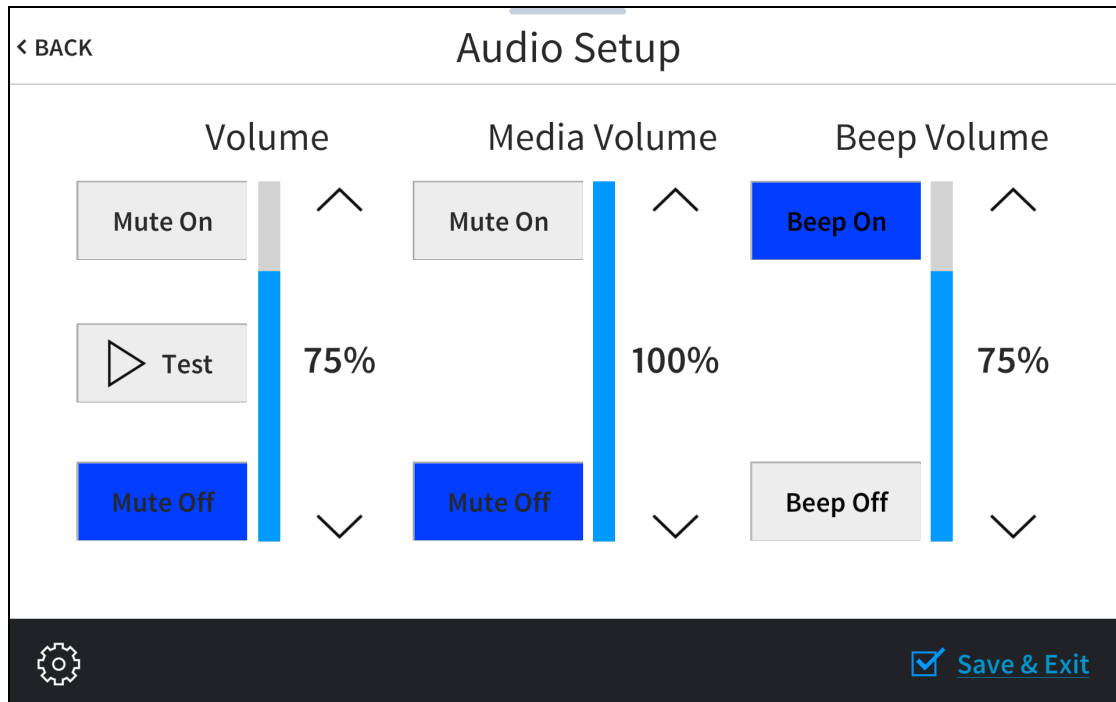 < BACK
Audio Setup
Volume
Media Volume
Beep Volume
Mute On
Mute On
Beep On
Test
75%
100%
75%
Mute Off
Mute Off
Beep Off
Save & Exit